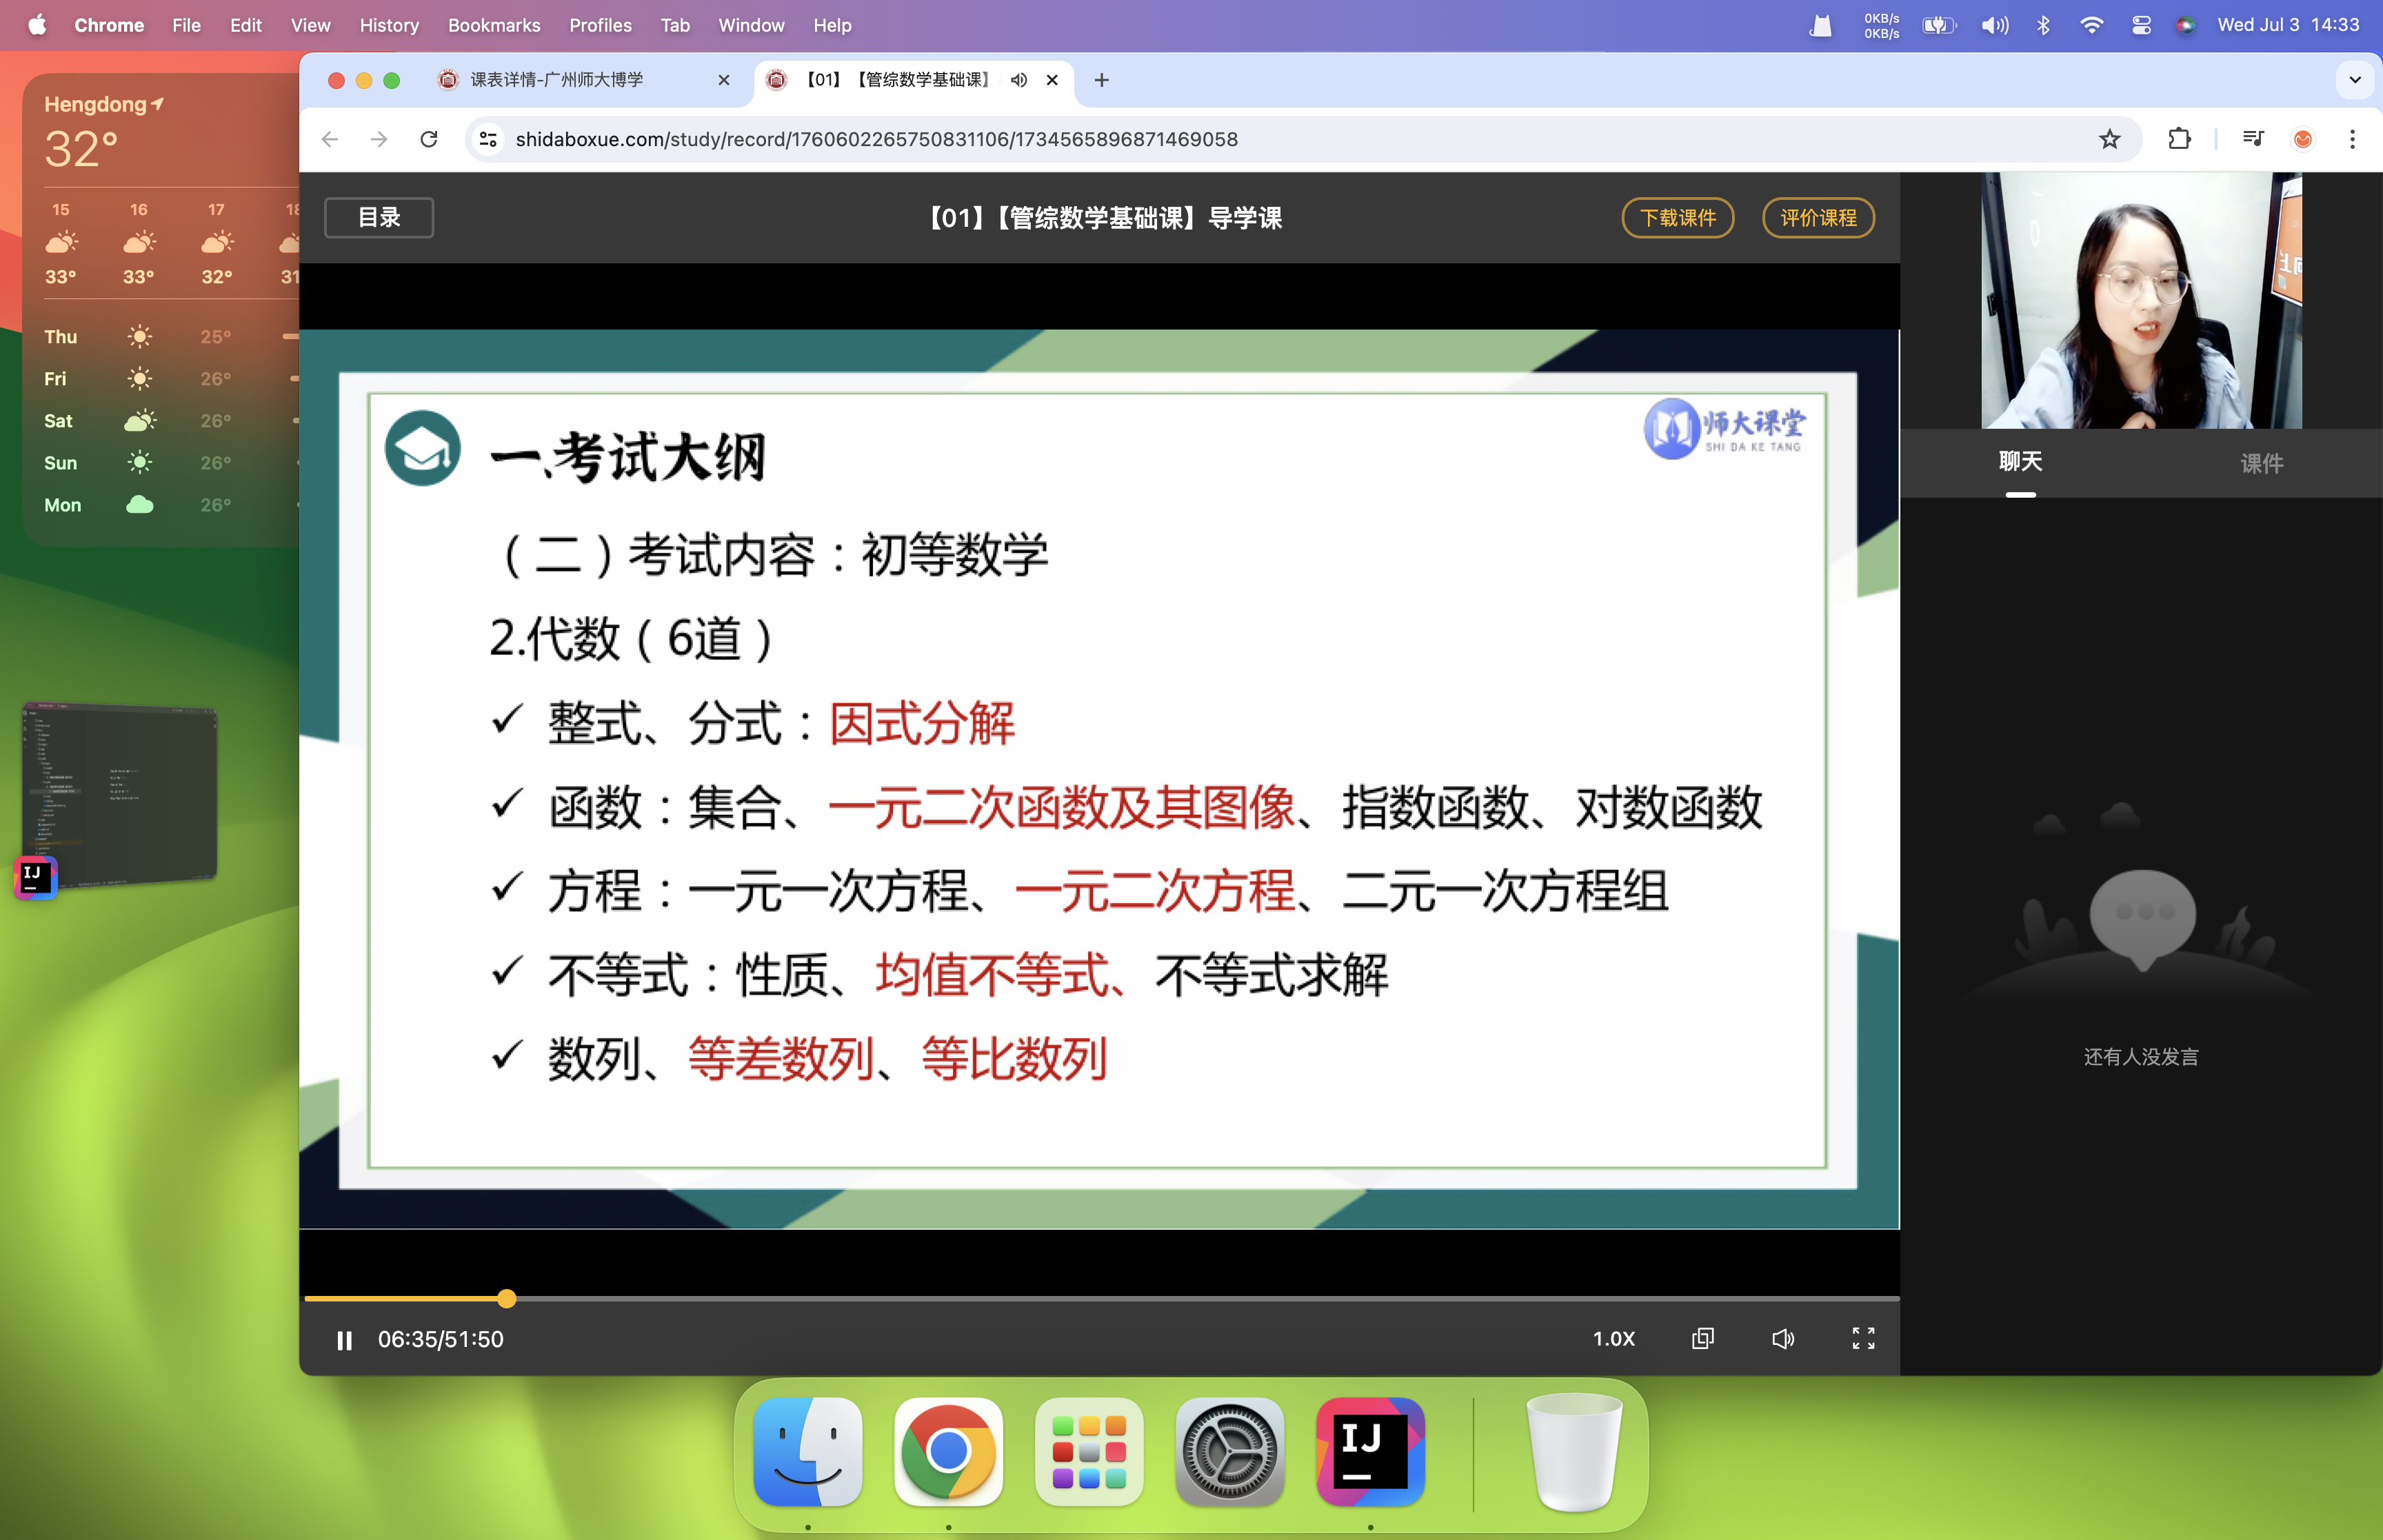 Chrome File Edit View History Bookmarks Profiles Tab Window Help
0KB/s
0KB/s
Wed Jul 3 14:33
课表详情-广州师大博学
【01】【管综数学基础课】
shidaboxue.com/study/record/1760602265750831106/1734565896871469058
Hengdong
32°
15 16 17
33° 33° 32°
Thu 25°
Fri 26°
Sat 26°
Sun 26°
Mon 26°
目录
【01】【管综数学基础课】导学课
下载课件
评价课程
师大课堂
SHI DA KE TANG
一.考试大纲
（二）考试内容：初等数学
2.代数（6道）
✓ 整式、分式：因式分解
✓ 函数：集合、一元二次函数及其图像、指数函数、对数函数
✓ 方程：一元一次方程、一元二次方程、二元一次方程组
✓ 不等式：性质、均值不等式、不等式求解
✓ 数列、等差数列、等比数列
聊天
课件
还有人没发言
06:35/51:50
1.0X
IJ
IJ